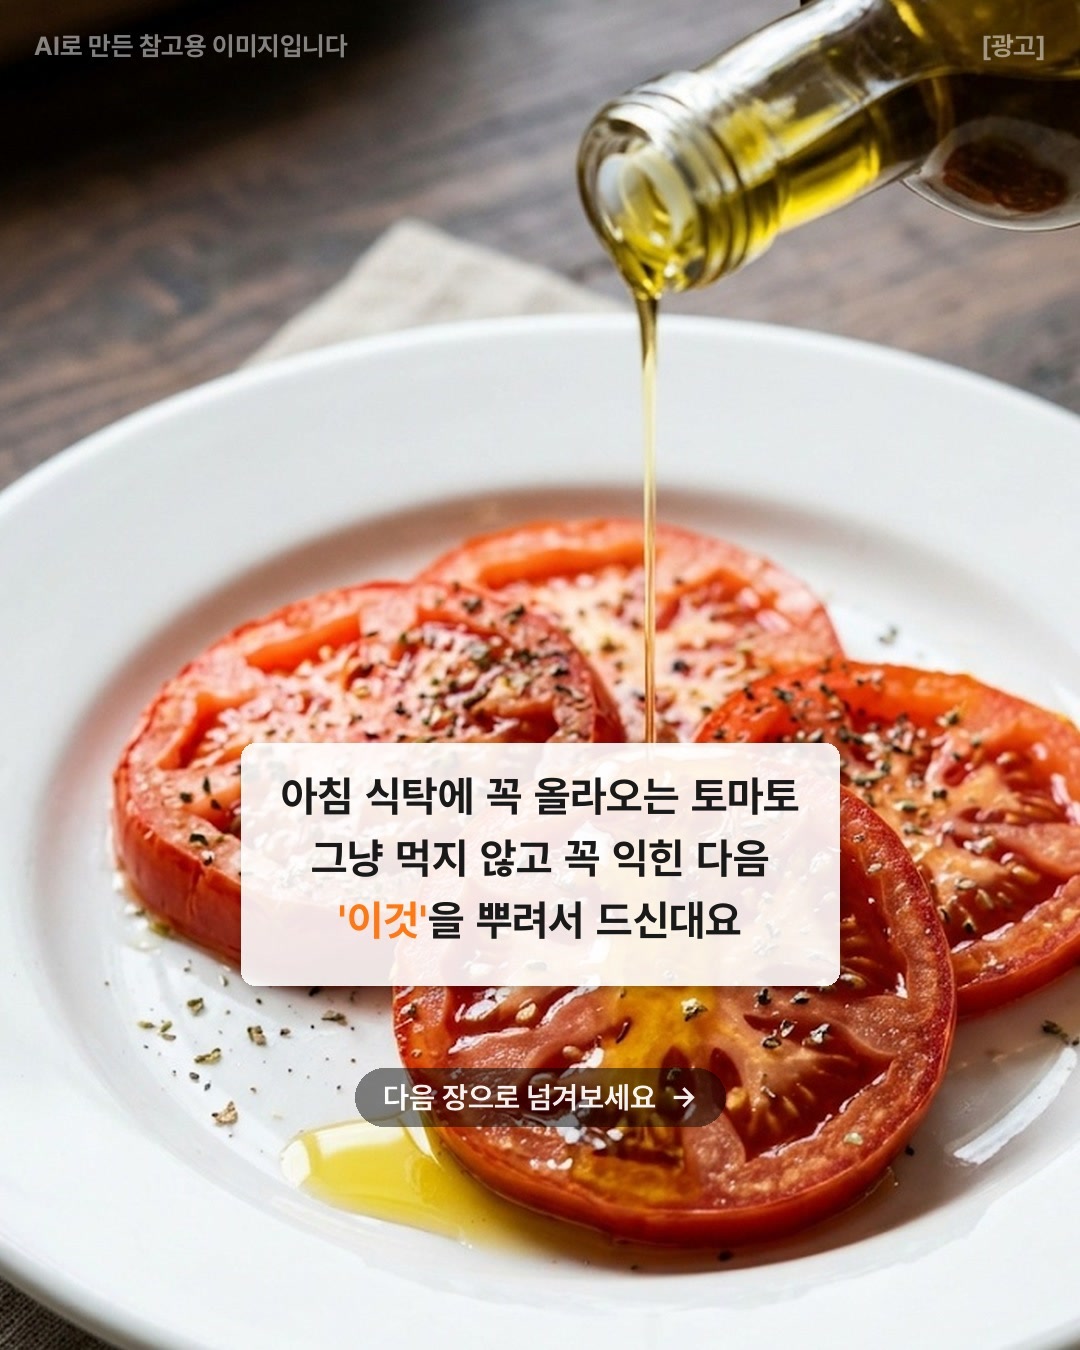 AI로 만든 참고용 이미지입니다
[광고]
아침 식탁에 꼭 올라오는 토마토
그냥 먹지 않고 꼭 익힌 다음
'이것'을 뿌려서 드신대요
다음 장으로 넘겨보세요 →